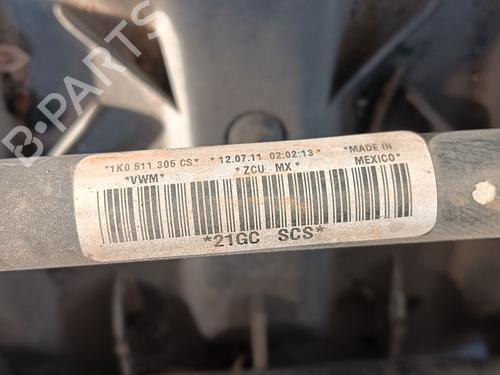 *1K0 511 305 CS* *12.07.11 02:02:13* *MADE IN
*VWM* *ZCU MX* MEXICO*
*21GC SCS*
B-Parts